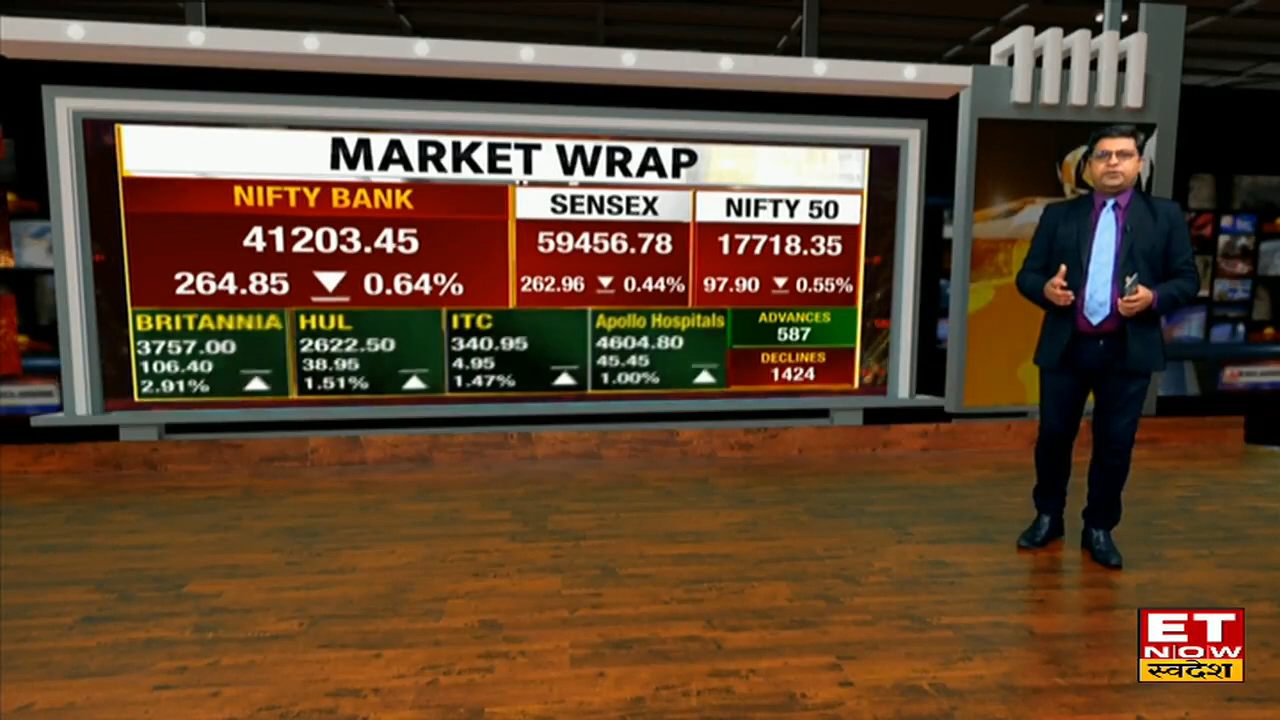 MARKET WRAP
NIFTY BANK
41203.45
264.85 ▼ 0.64%
SENSEX
59456.78
262.96 ▼ 0.44%
NIFTY 50
17718.35
97.90 ▼ 0.55%
BRITANNIA
3757.00
106.40
2.91% ▲
HUL
2622.50
38.95
1.51% ▲
ITC
340.95
4.95
1.47% ▲
Apollo Hospitals
4604.80
45.45
1.00% ▲
ADVANCES
587
DECLINES
1424
ET
NOW
स्वदेश